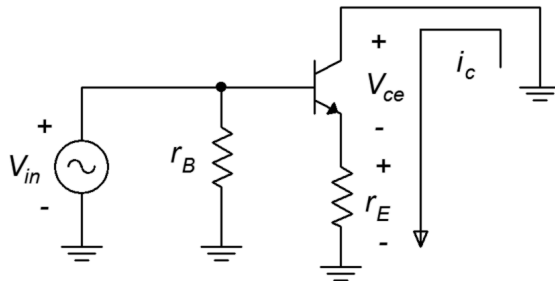 +
V_ce
-
i_c
+
V_in
-
r_B
+
r_E
-